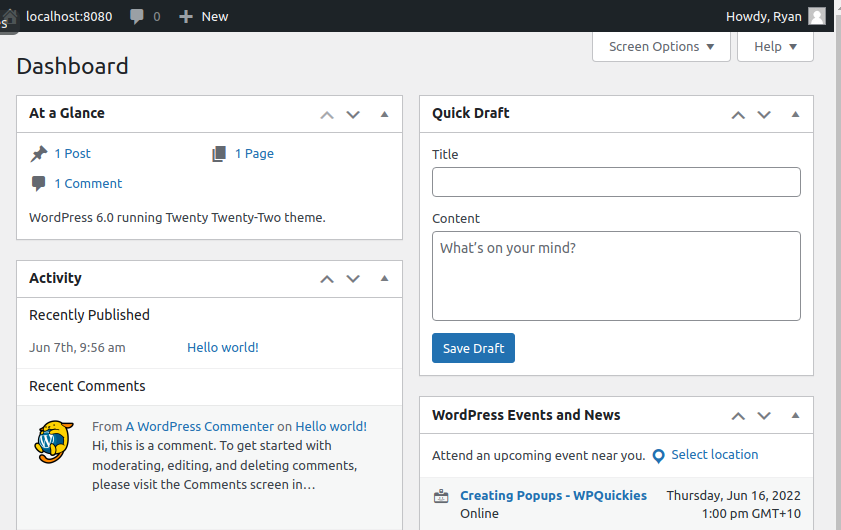 localhost:8080 0 New Howdy, Ryan
Screen Options Help
Dashboard
At a Glance
1 Post 1 Page
1 Comment
WordPress 6.0 running Twenty Twenty-Two theme.
Activity
Recently Published
Jun 7th, 9:56 am Hello world!
Recent Comments
From A WordPress Commenter on Hello world!
Hi, this is a comment. To get started with
moderating, editing, and deleting comments,
please visit the Comments screen in…
Quick Draft
Title
Content
What's on your mind?
Save Draft
WordPress Events and News
Attend an upcoming event near you. Select location
Creating Popups - WPQuickies Thursday, Jun 16, 2022
Online 1:00 pm GMT+10